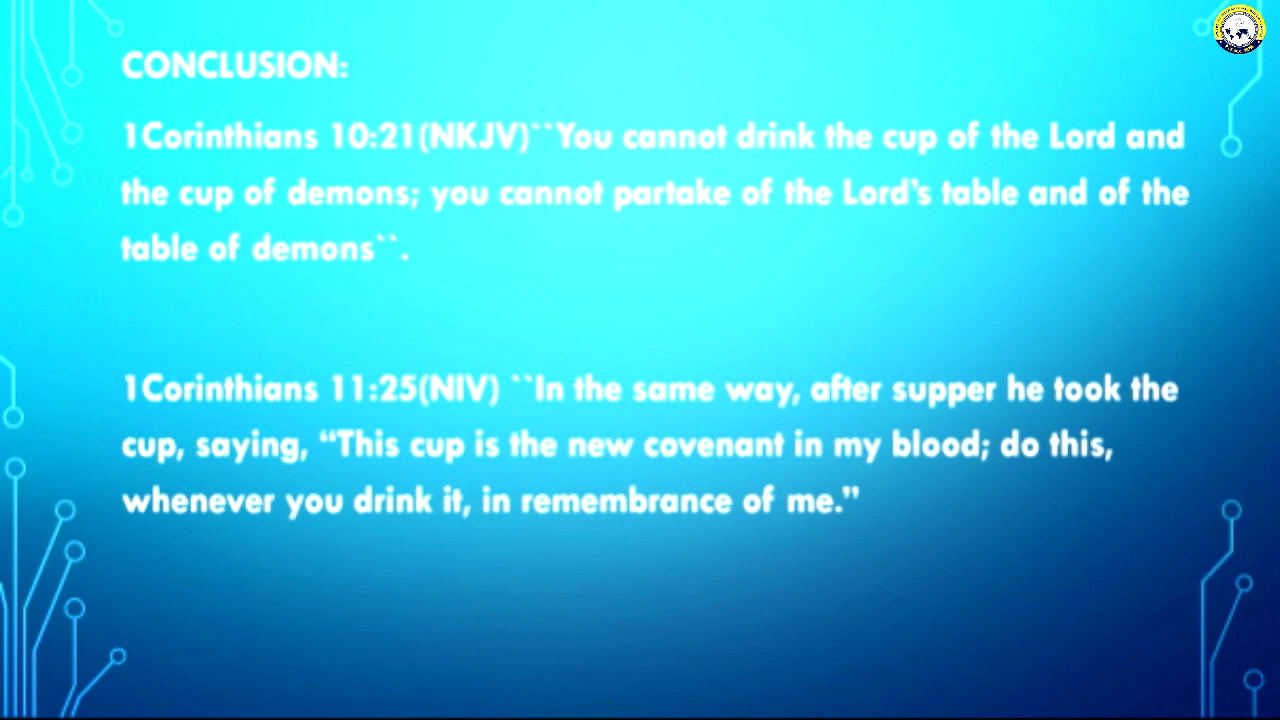 CONCLUSION:
1Corinthians 10:21(NKJV)``You cannot drink the cup of the Lord and
the cup of demons; you cannot partake of the Lord’s table and of the
table of demons``.
1Corinthians 11:25(NIV) ``In the same way, after supper he took the
cup, saying, “This cup is the new covenant in my blood; do this,
whenever you drink it, in remembrance of me.”